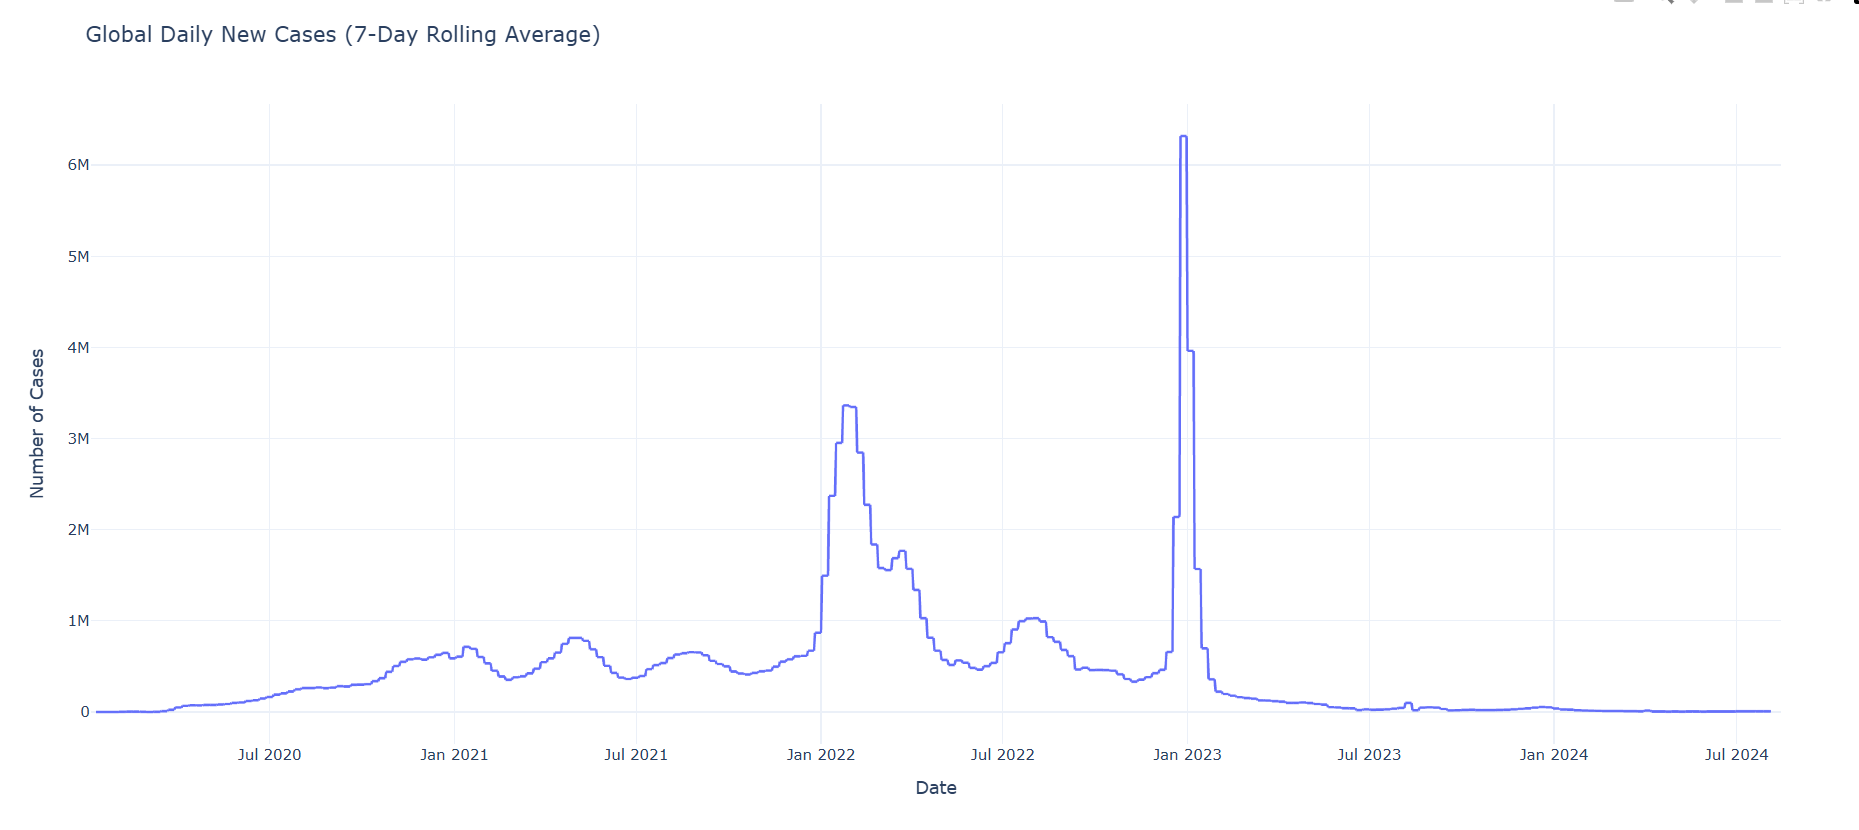 Global Daily New Cases (7-Day Rolling Average)
6M
5M
4M
3M
2M
1M
0
Number of Cases
Jul 2020
Jan 2021
Jul 2021
Jan 2022
Jul 2022
Jan 2023
Jul 2023
Jan 2024
Jul 2024
Date